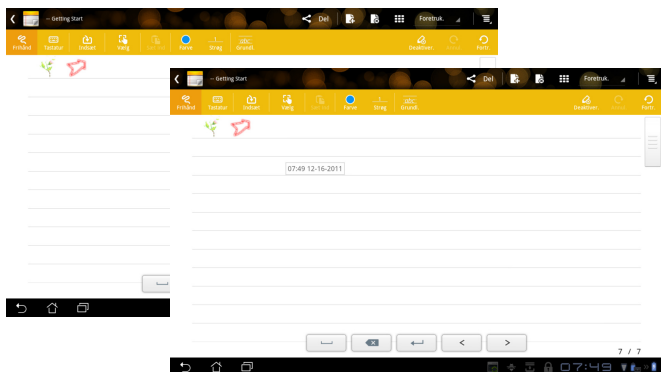 -- Getting Start Del Foretruk.
Frihånd Tastatur Indsæt Vælg Farve Streg Grundl. Deaktiver. Fortr.
-- Getting Start Del Foretruk.
Frihånd Tastatur Indsæt Vælg Farve Streg Grundl. Deaktiver. Fortr.
07:49 12-16-2011
7 / 7
07:49